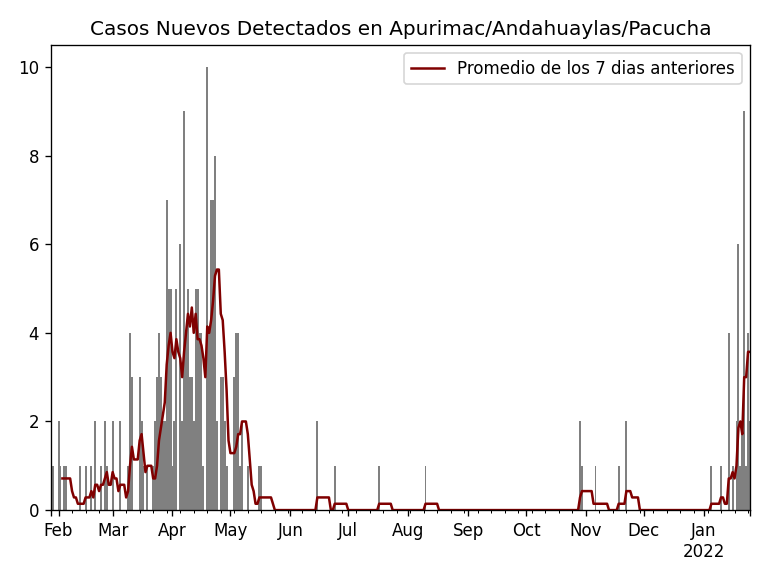 Casos Nuevos Detectados en Apurimac/Andahuaylas/Pacucha
Promedio de los 7 dias anteriores
10
8
6
4
2
0
Feb Mar Apr May Jun Jul Aug Sep Oct Nov Dec Jan
2022